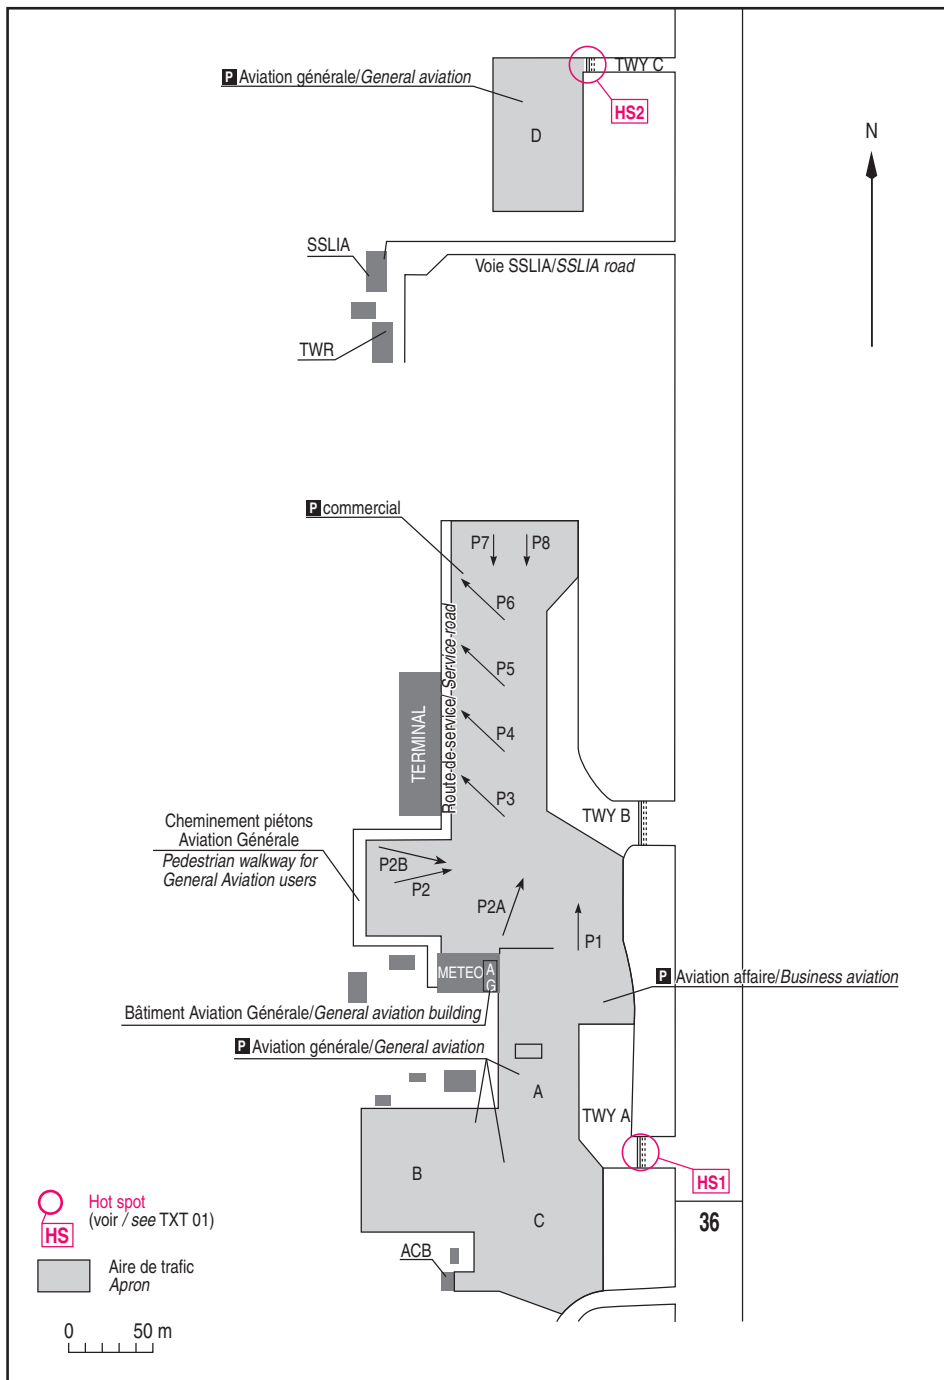 P Aviation générale/General aviation
TWY C
HS2
D
N
SSLIA
Voie SSLIA/SSLIA road
TWR
P commercial
P7
P8
P6
P5
P4
P3
Route de service/Service road
TERMINAL
TWY B
Cheminement piétons
Aviation Générale
Pedestrian walkway for
General Aviation users
P2B
P2
P2A
P1
METEO
A
G
P Aviation affaire/Business aviation
Bâtiment Aviation Générale/General aviation building
P Aviation générale/General aviation
A
TWY A
B
HS1
C
36
Hot spot
(voir / see TXT 01)
HS
ACB
Aire de trafic
Apron
0 50 m